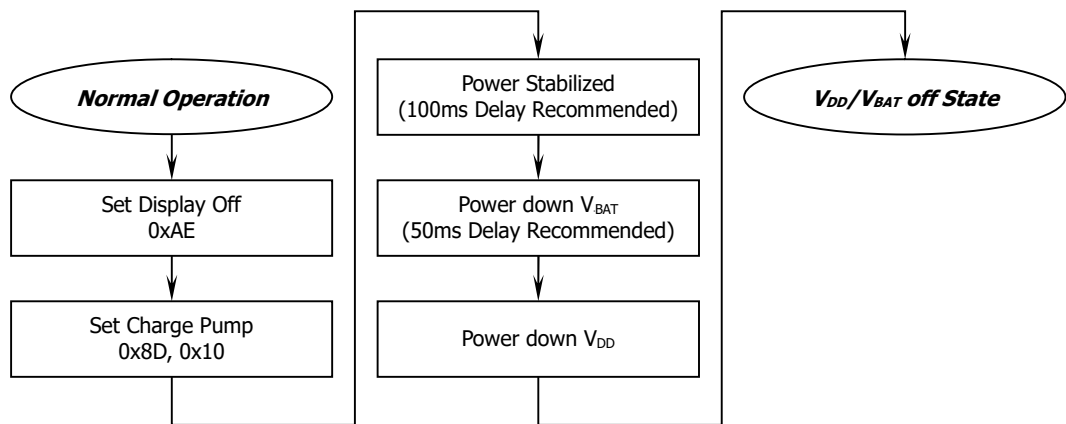 Normal Operation
Set Display Off
0xAE
Set Charge Pump
0x8D, 0x10
Power Stabilized
(100ms Delay Recommended)
Power down VBAT
(50ms Delay Recommended)
Power down VDD
VDD/VBAT off State